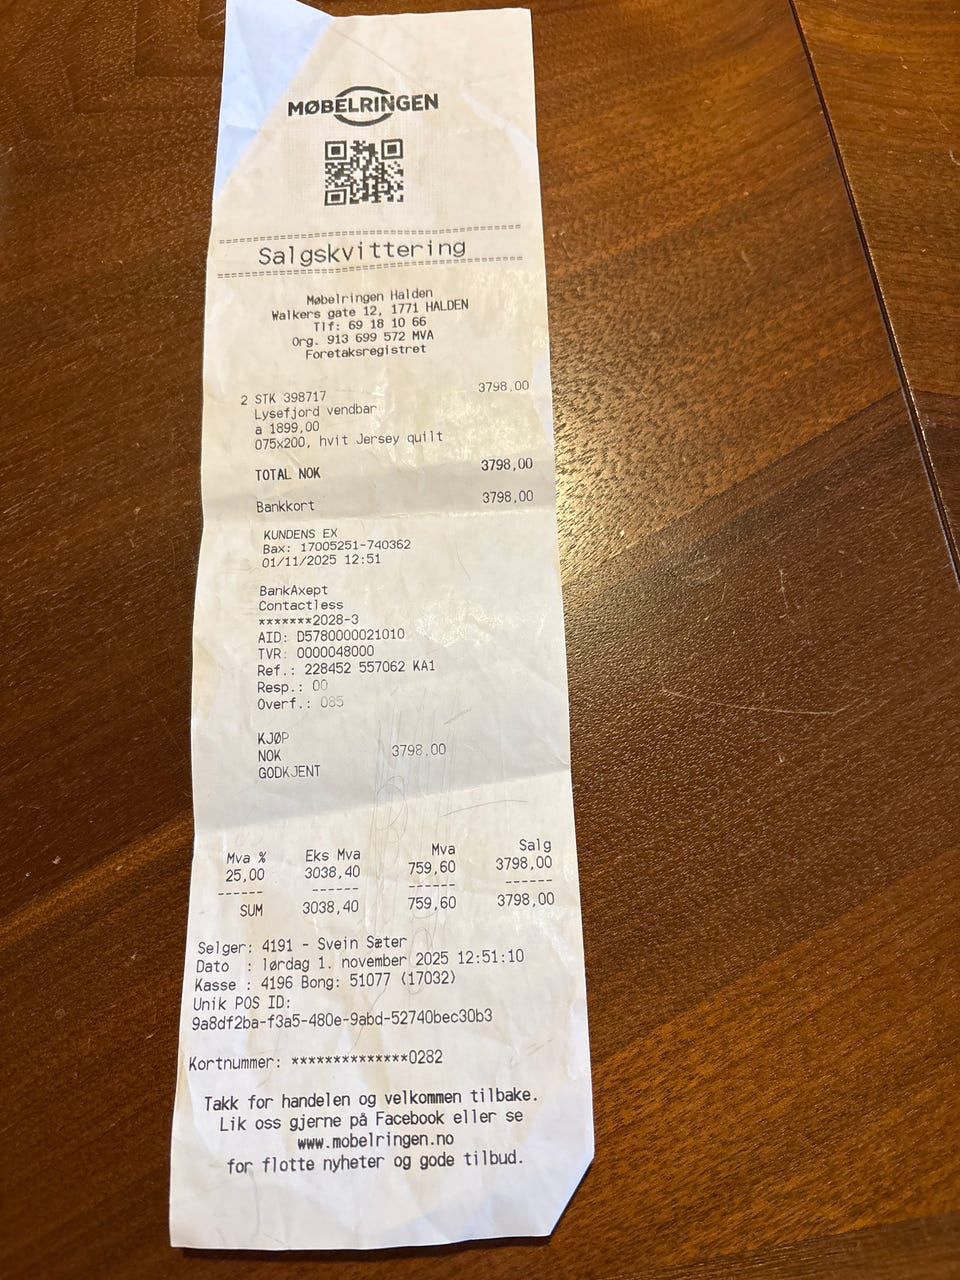 MØBELRINGEN
Salgskvittering
Møbelringen Halden
Walkers gate 12, 1771 HALDEN
Tlf: 69 18 10 66
Org. 913 699 572 MVA
Foretaksregistret
2 STK 398717 3798,00
Lysefjord vendbar
a 1899,00
075x200, hvit Jersey quilt
TOTAL NOK 3798,00
Bankkort 3798,00
KUNDENS EX
Bax: 17005251-740362
01/11/2025 12:51
BankAxept
Contactless
*******2028-3
AID: D5780000021010
TVR: 0000048000
Ref.: 228452 557062 KA1
Resp.: 00
Overf.: 085
KJØP
NOK 3798,00
GODKJENT
Mva % Eks Mva Mva Salg
25,00 3038,40 759,60 3798,00
------ ------ ------ ------
SUM 3038,40 759,60 3798,00
Selger: 4191 - Svein Sæter
Dato : lørdag 1. november 2025 12:51:10
Kasse : 4196 Bong: 51077 (17032)
Unik POS ID:
9a8df2ba-f3a5-480e-9abd-52740bec30b3
Kortnummer: **************0282
Takk for handelen og velkommen tilbake.
Lik oss gjerne på Facebook eller se
www.mobelringen.no
for flotte nyheter og gode tilbud.